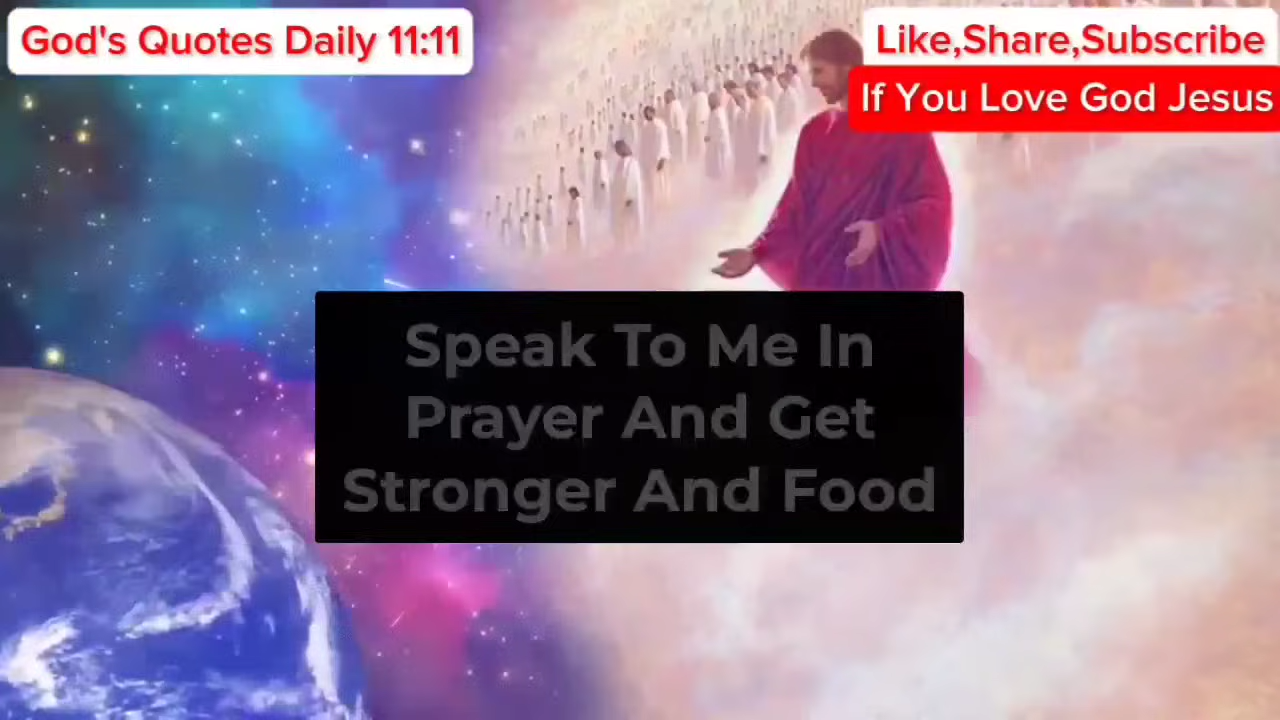 God's Quotes Daily 11:11
Like,Share,Subscribe
If You Love God Jesus
Speak To Me In
Prayer And Get
Stronger And Food